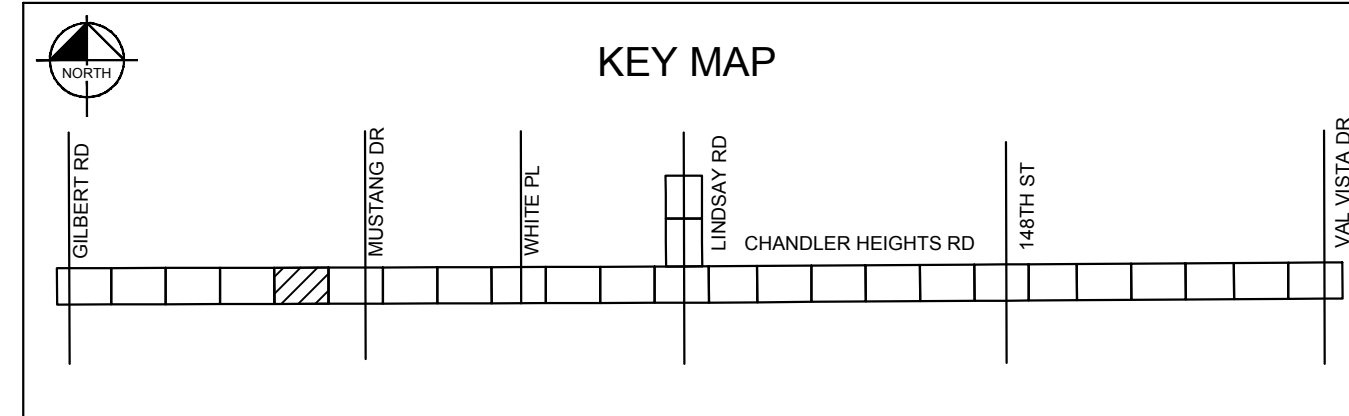 KEY MAP
NORTH
GILBERT RD
MUSTANG DR
WHITE PL
LINDSAY RD
CHANDLER HEIGHTS RD
148TH ST
VAL VISTA DR